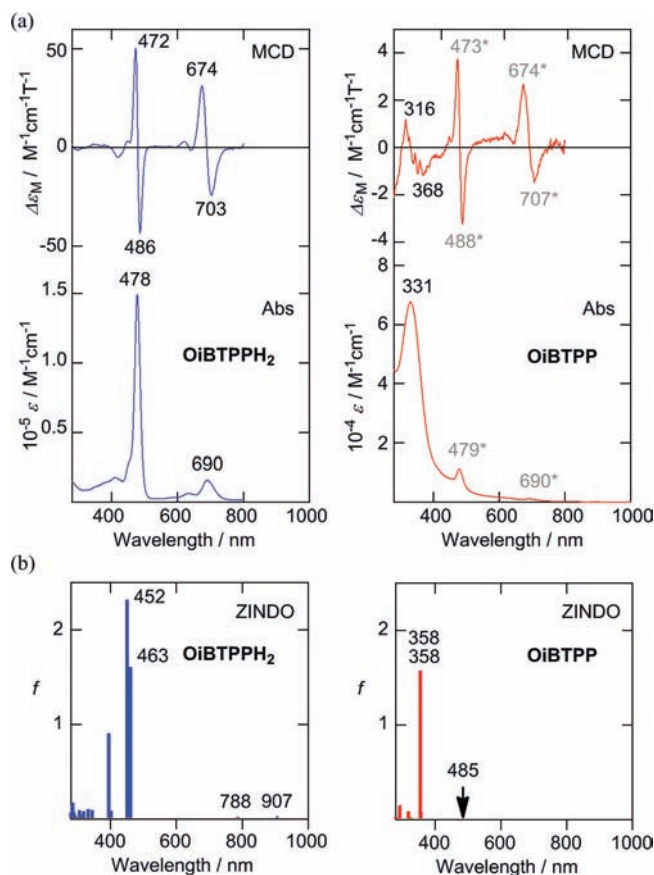 (a)
50
472
MCD
674
0
-50
486
703
Δε_M / M⁻¹cm⁻¹T⁻¹
478
1.5
Abs
OiBTPPH₂
1.0
0.5
690
10⁻⁵ ε / M⁻¹cm⁻¹
400 600 800 1000
Wavelength / nm
4
473*
MCD
674*
2
316
0
368
-2
707*
-4
488*
Δε_M / M⁻¹cm⁻¹T⁻¹
8
331
Abs
6
OiBTPP
4
479*
2
690*
10⁻⁴ ε / M⁻¹cm⁻¹
400 600 800 1000
Wavelength / nm
(b)
2
452
ZINDO
OiBTPPH₂
463
f
1
788 907
400 600 800 1000
Wavelength / nm
2
358
ZINDO
358
OiBTPP
f
1
485
400 600 800 1000
Wavelength / nm